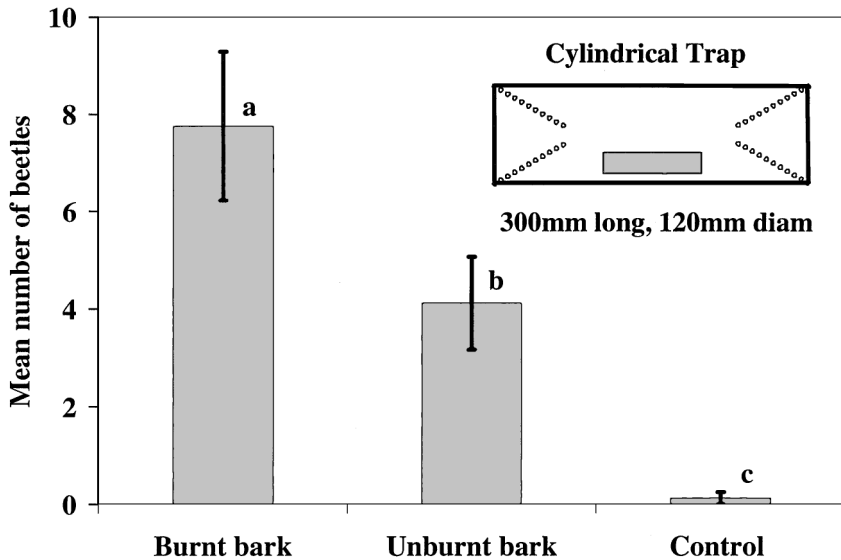 Mean number of beetles
10
8
6
4
2
0
a
b
c
Cylindrical Trap
300mm long, 120mm diam
Burnt bark
Unburnt bark
Control